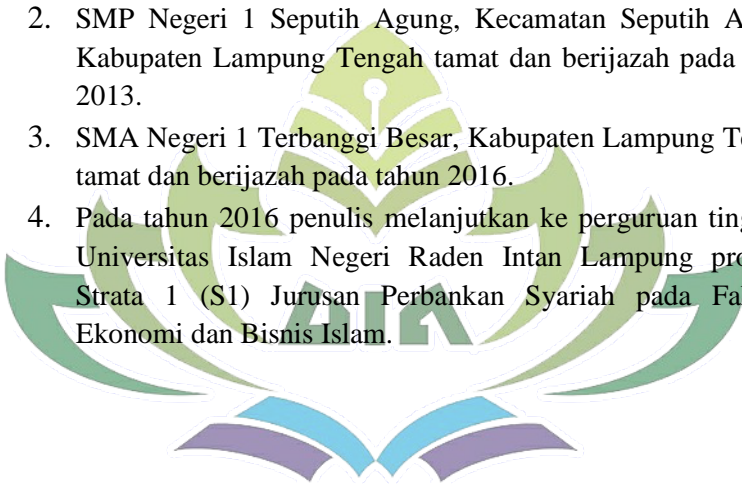 2. SMP Negeri 1 Seputih Agung, Kecamatan Seputih A
Kabupaten Lampung Tengah tamat dan berijazah pada
2013.
3. SMA Negeri 1 Terbanggi Besar, Kabupaten Lampung Te
tamat dan berijazah pada tahun 2016.
4. Pada tahun 2016 penulis melanjutkan ke perguruan ting
Universitas Islam Negeri Raden Intan Lampung pro
Strata 1 (S1) Jurusan Perbankan Syariah pada Fa
Ekonomi dan Bisnis Islam.